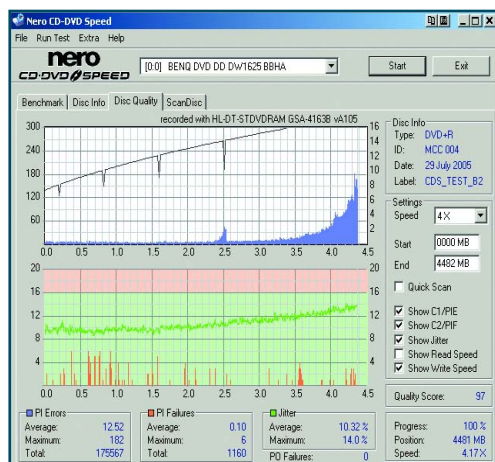 Nero CD-DVD Speed
File Run Test Extra Help
nero
CD·DVD SPEED
[0:0] BENQ DVD DD DW1625 BBHA
Start
Exit
Benchmark Disc Info Disc Quality ScanDisc
recorded with HL-DT-STDVDRAM GSA-4163B vA105
300 16
14
240
12
180 10
8
120
6
4
60
2
0.0 0.5 1.0 1.5 2.0 2.5 3.0 3.5 4.0 4.5
20 20
16 16
12 12
8 8
4 4
0.0 0.5 1.0 1.5 2.0 2.5 3.0 3.5 4.0 4.5
Disc Info
Type: DVD+R
ID: MCC 004
Date: 29 July 2005
Label: CDS_TEST_B2
Settings
Speed 4 X
Start 0000 MB
End 4482 MB
Quick Scan
Show C1/PIE
Show C2/PIF
Show Jitter
Show Read Speed
Show Write Speed
Quality Score: 97
PI Errors
Average: 12.52
Maximum: 182
Total: 175567
PI Failures
Average: 0.10
Maximum: 6
Total: 1160
Jitter
Average: 10.32 %
Maximum: 14.0 %
PO Failures: 0
Progress: 100 %
Position: 4481 MB
Speed: 4.17 X